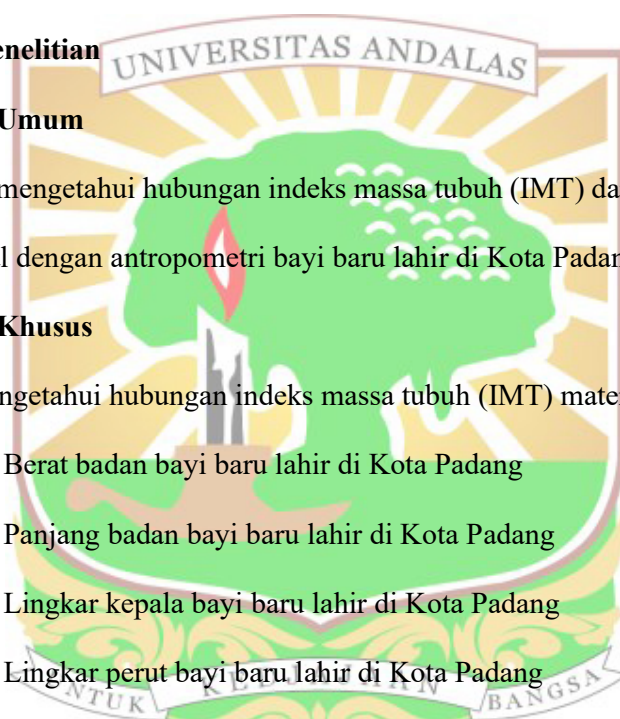 enelitian
UNIVERSITAS ANDALAS
Umum
mengetahui hubungan indeks massa tubuh (IMT) da
l dengan antropometri bayi baru lahir di Kota Padan
Khusus
ngetahui hubungan indeks massa tubuh (IMT) mater
Berat badan bayi baru lahir di Kota Padang
Panjang badan bayi baru lahir di Kota Padang
Lingkar kepala bayi baru lahir di Kota Padang
Lingkar perut bayi baru lahir di Kota Padang
NTUK KEDJAJAAN BANGSA